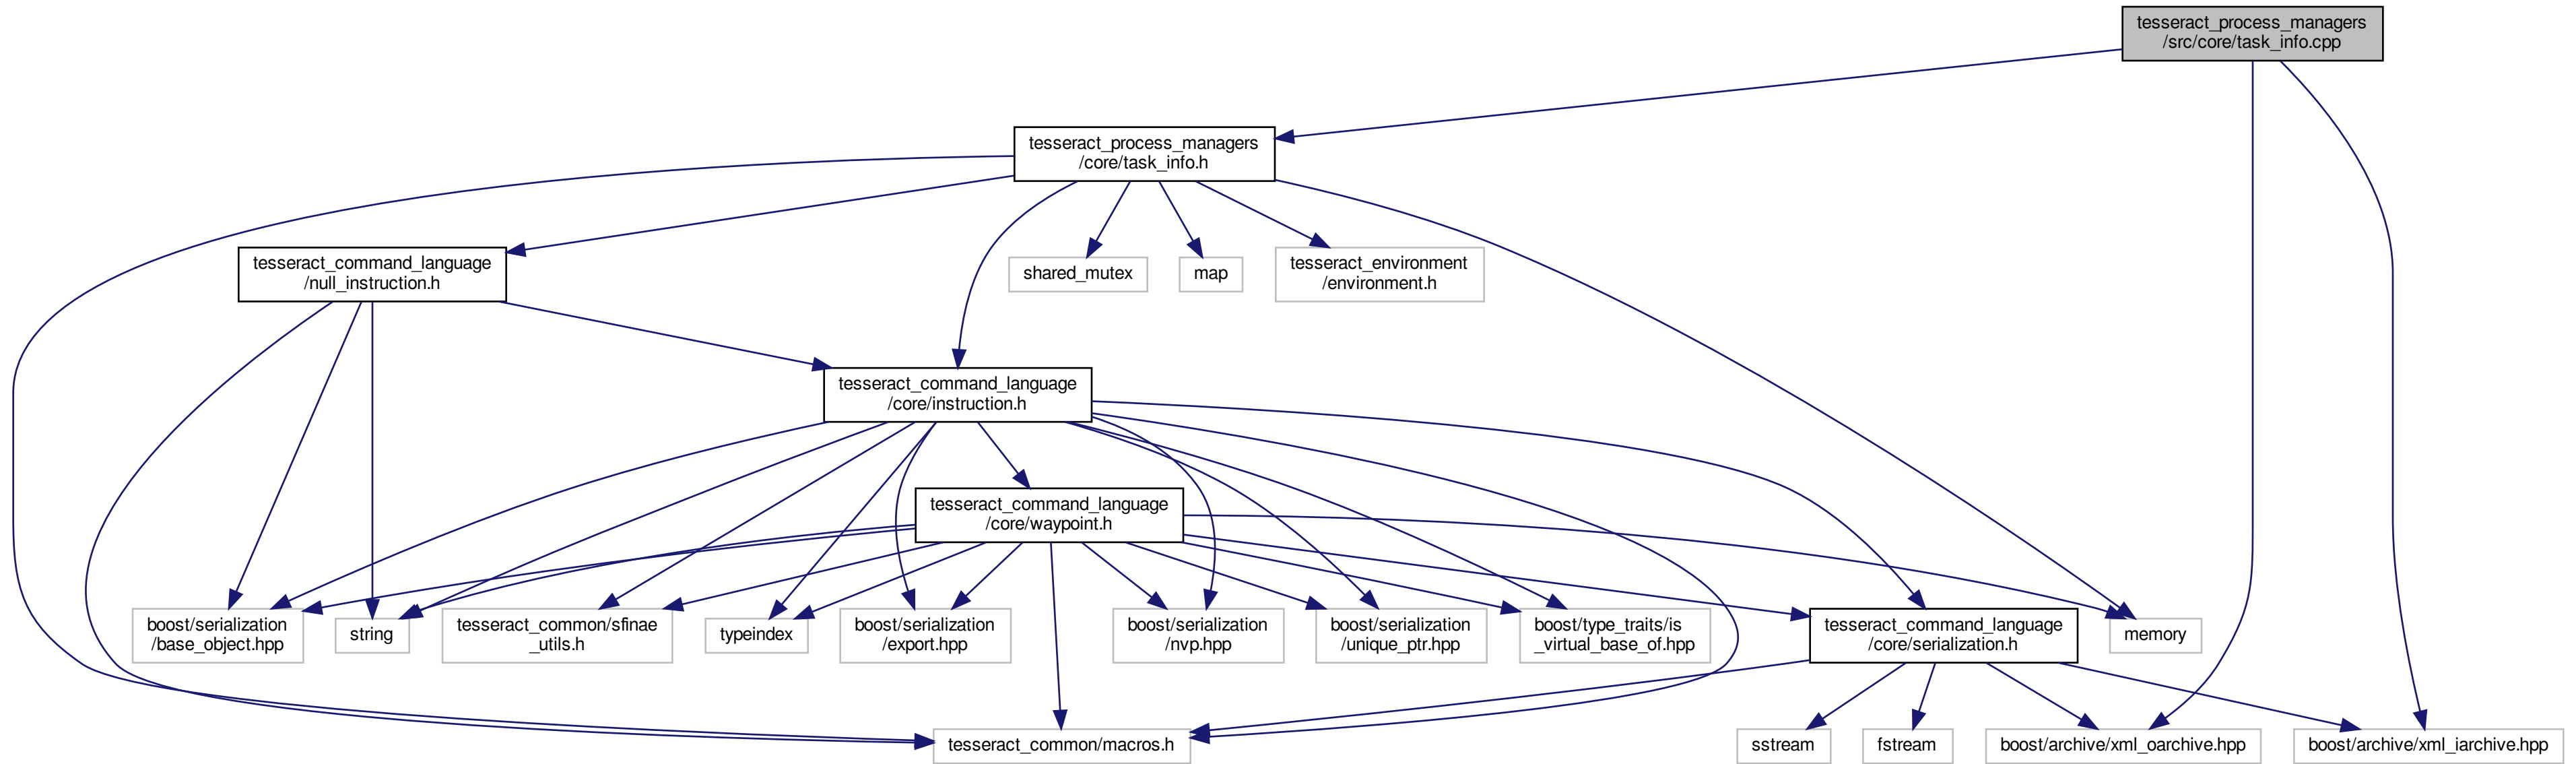 tesseract_process_managers
/src/core/task_info.cpp
tesseract_process_managers
/core/task_info.h
tesseract_command_language
/null_instruction.h
shared_mutex
map
tesseract_environment
/environment.h
tesseract_command_language
/core/instruction.h
tesseract_command_language
/core/waypoint.h
boost/serialization
/base_object.hpp
string
tesseract_common/sfinae
_utils.h
typeindex
boost/serialization
/export.hpp
boost/serialization
/nvp.hpp
boost/serialization
/unique_ptr.hpp
boost/type_traits/is
_virtual_base_of.hpp
tesseract_command_language
/core/serialization.h
memory
tesseract_common/macros.h
sstream
fstream
boost/archive/xml_oarchive.hpp
boost/archive/xml_iarchive.hpp